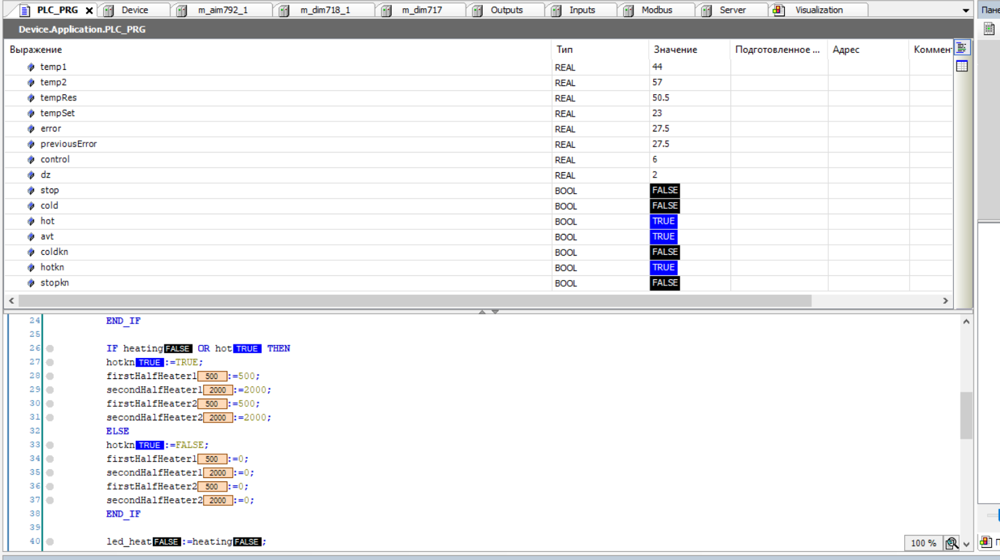 PLC_PRG Device m_aim792_1 m_dim718_1 m_dim717 Outputs Inputs Modbus Server Visualization
Device.Application.PLC_PRG
Выражение Тип Значение Подготовленное ... Адрес
temp1 REAL 44
temp2 REAL 57
tempRes REAL 50.5
tempSet REAL 23
error REAL 27.5
previousError REAL 27.5
control REAL 6
dz REAL 2
stop BOOL FALSE
cold BOOL FALSE
hot BOOL TRUE
avt BOOL TRUE
coldkn BOOL FALSE
hotkn BOOL TRUE
stopkn BOOL FALSE
24 END_IF
25
26 IF heating FALSE OR hot TRUE THEN
27 hotkn TRUE :=TRUE;
28 firstHalfHeater1 500 :=500;
29 secondHalfHeater1 2000 :=2000;
30 firstHalfHeater2 500 :=500;
31 secondHalfHeater2 2000 :=2000;
32 ELSE
33 hotkn TRUE :=FALSE;
34 firstHalfHeater1 500 :=0;
35 secondHalfHeater1 2000 :=0;
36 firstHalfHeater2 500 :=0;
37 secondHalfHeater2 2000 :=0;
38 END_IF
39
40 led_heat FALSE :=heating FALSE ;
100 %